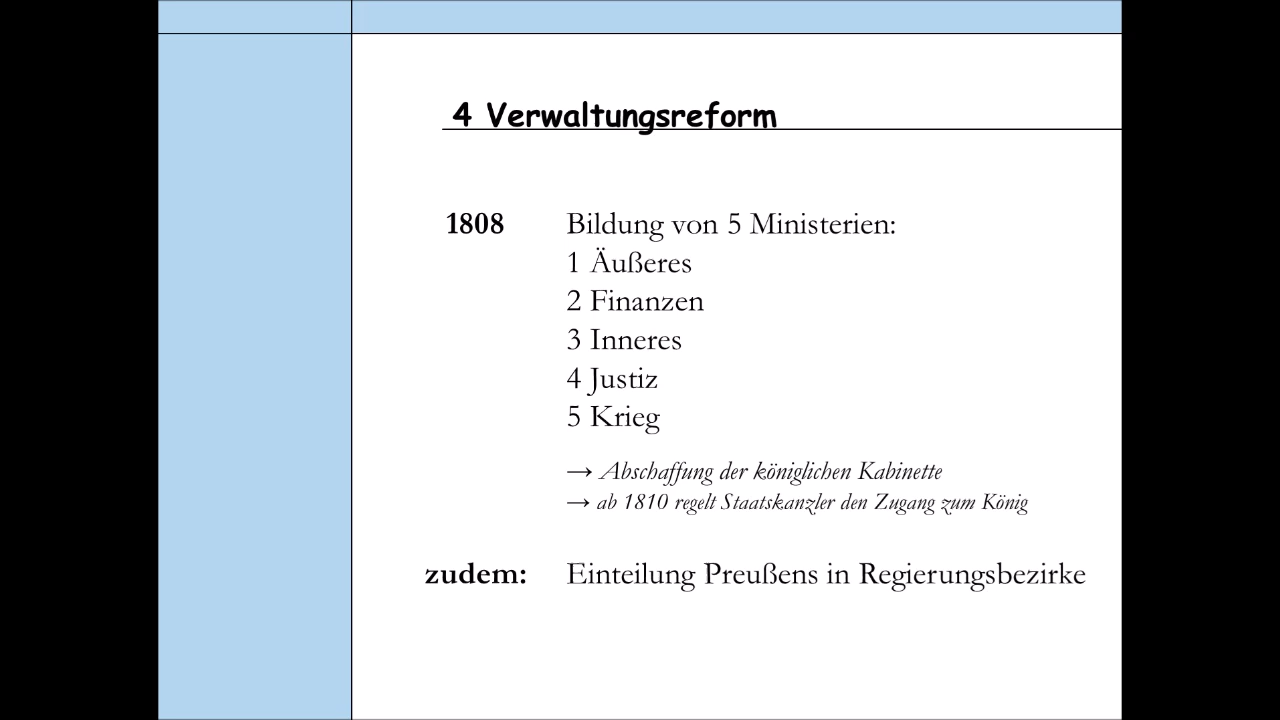 4 Verwaltungsreform
1808 Bildung von 5 Ministerien:
1 Äußeres
2 Finanzen
3 Inneres
4 Justiz
5 Krieg
→ Abschaffung der königlichen Kabinette
→ ab 1810 regelt Staatskanzler den Zugang zum König
zudem: Einteilung Preußens in Regierungsbezirke